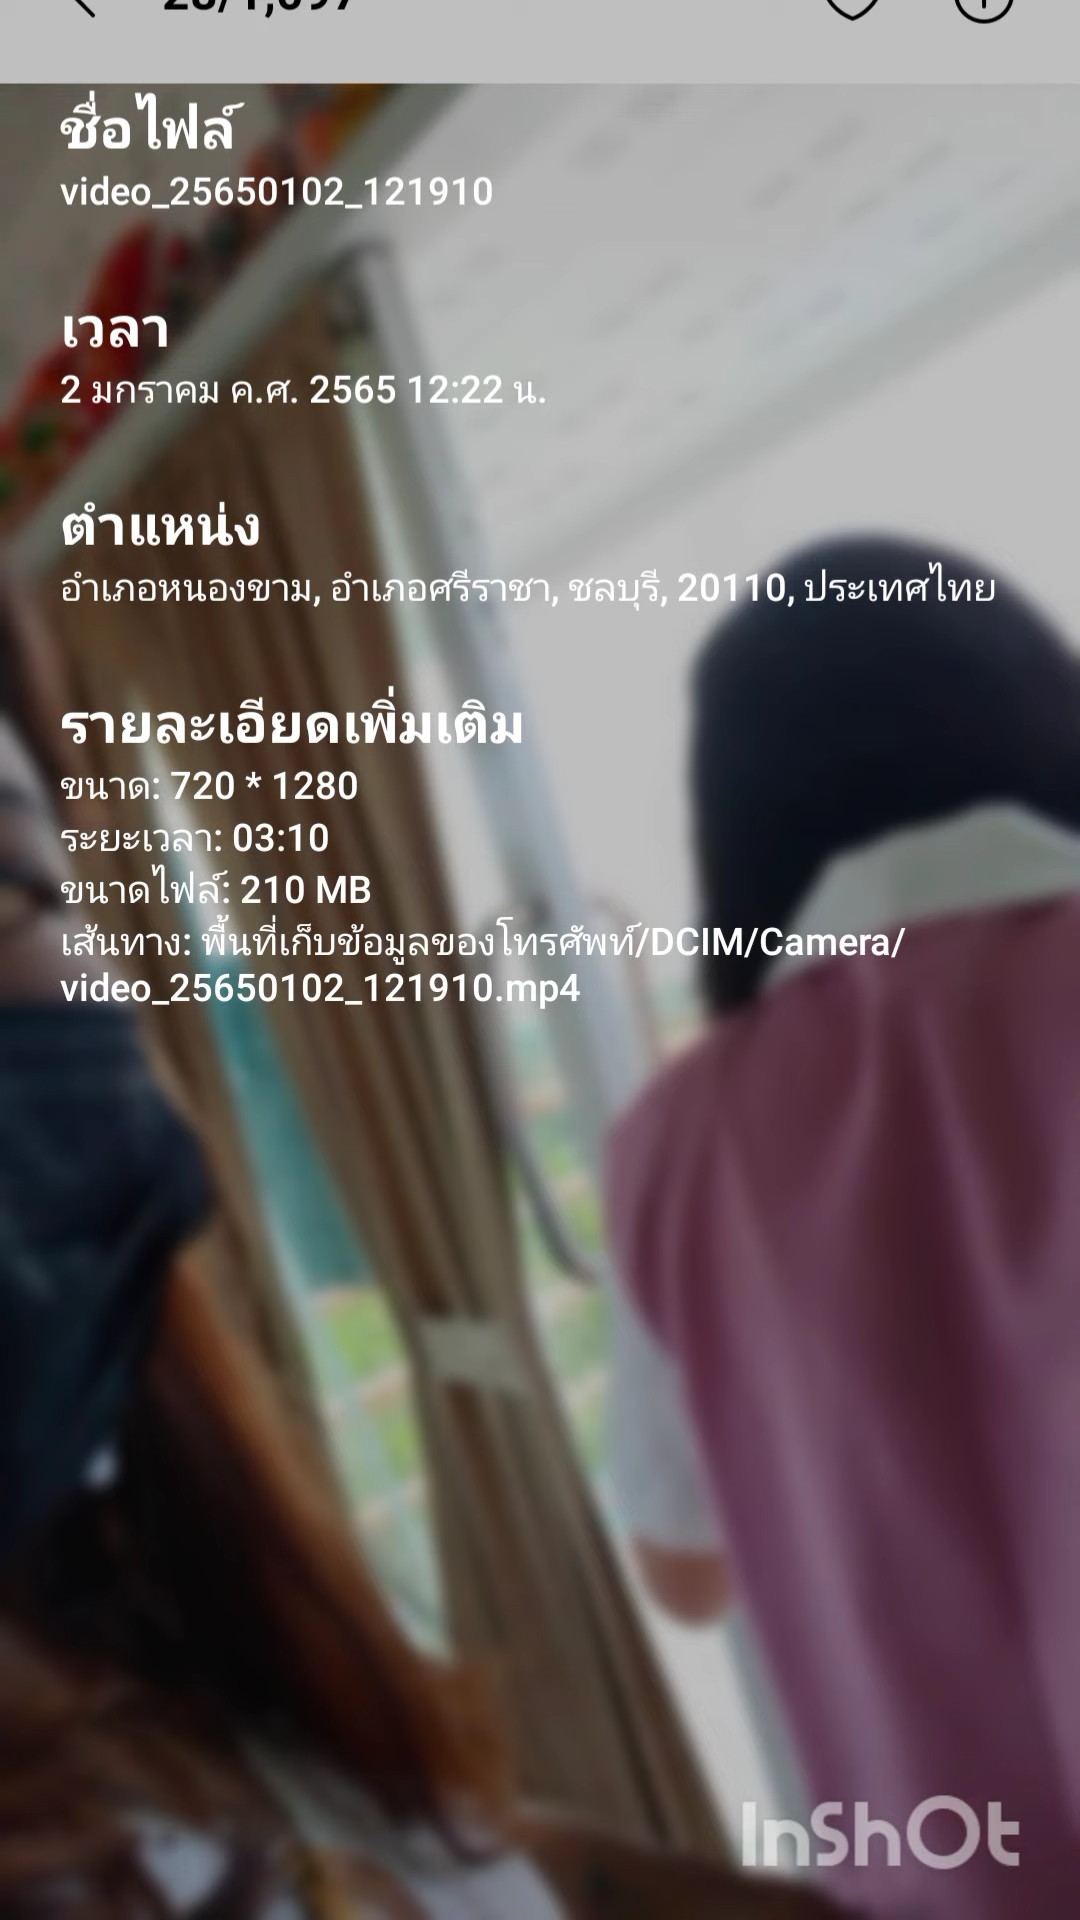 ชื่อไฟล์
video_25650102_121910
เวลา
2 มกราคม ค.ศ. 2565 12:22 น.
ตำแหน่ง
อำเภอหนองขาม, อำเภอศรีราชา, ชลบุรี, 20110, ประเทศไทย
รายละเอียดเพิ่มเติม
ขนาด: 720 * 1280
ระยะเวลา: 03:10
ขนาดไฟล์: 210 MB
เส้นทาง: พื้นที่เก็บข้อมูลของโทรศัพท์/DCIM/Camera/
video_25650102_121910.mp4
InShOt